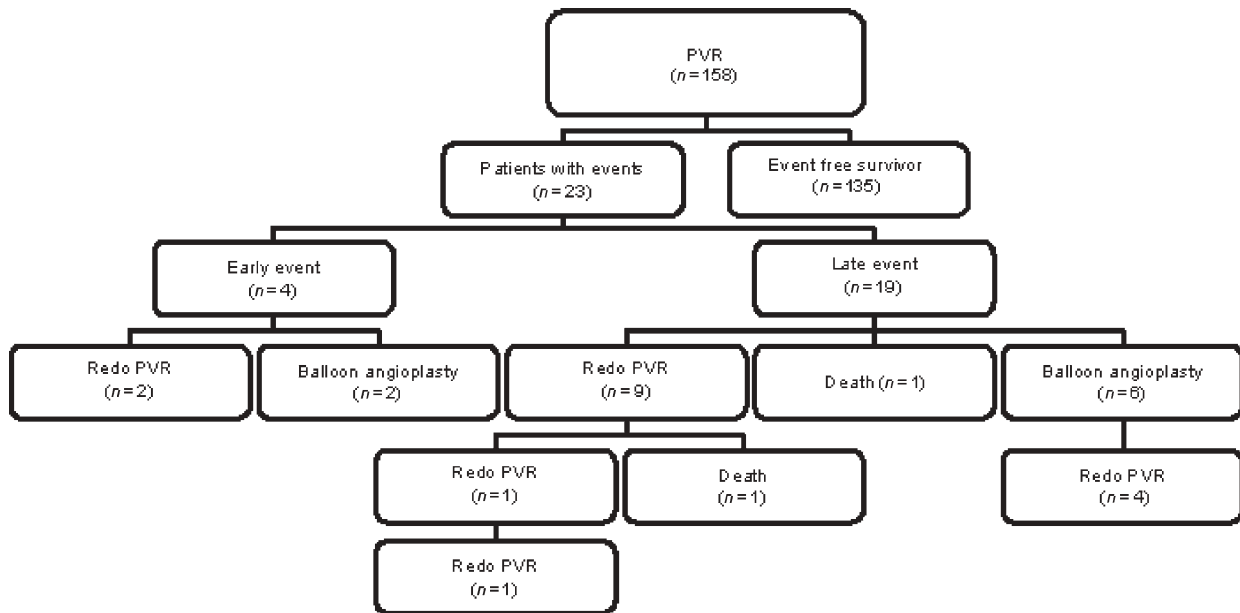 PVR
(n=158)
Patients with events
(n=23)
Event free survivor
(n=135)
Early event
(n=4)
Late event
(n=19)
Redo PVR
(n=2)
Balloon angioplasty
(n=2)
Redo PVR
(n=9)
Death (n=1)
Balloon angioplasty
(n=6)
Redo PVR
(n=1)
Death
(n=1)
Redo PVR
(n=4)
Redo PVR
(n=1)